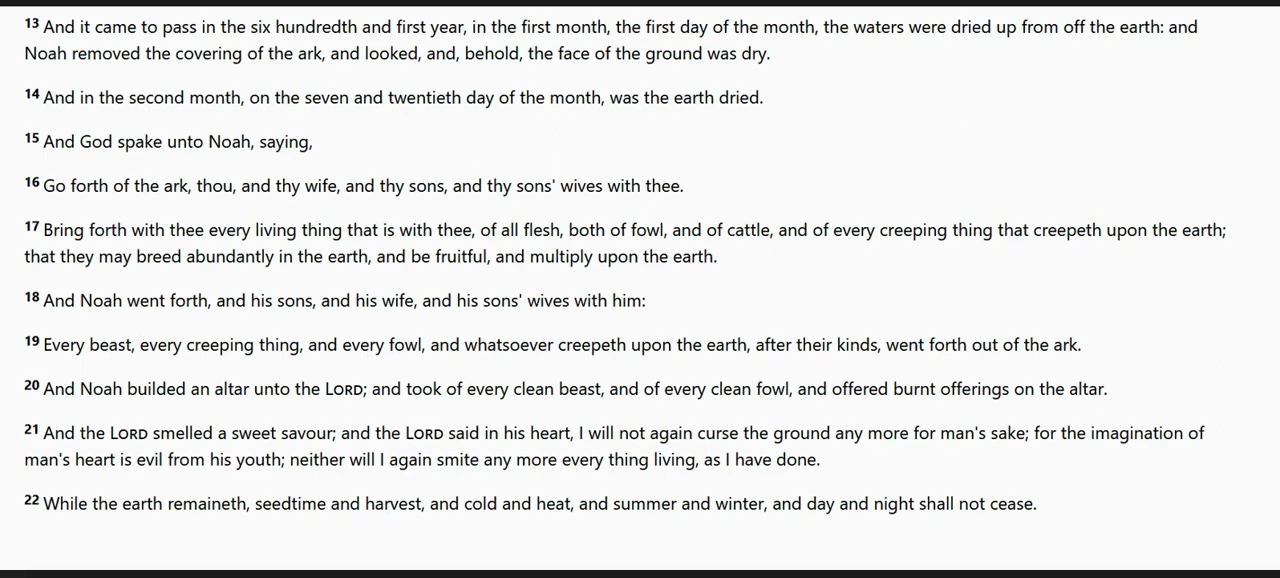 13 And it came to pass in the six hundredth and first year, in the first month, the first day of the month, the waters were dried up from off the earth: and
Noah removed the covering of the ark, and looked, and, behold, the face of the ground was dry.
14 And in the second month, on the seven and twentieth day of the month, was the earth dried.
15 And God spake unto Noah, saying,
16 Go forth of the ark, thou, and thy wife, and thy sons, and thy sons' wives with thee.
17 Bring forth with thee every living thing that is with thee, of all flesh, both of fowl, and of cattle, and of every creeping thing that creepeth upon the earth;
that they may breed abundantly in the earth, and be fruitful, and multiply upon the earth.
18 And Noah went forth, and his sons, and his wife, and his sons' wives with him:
19 Every beast, every creeping thing, and every fowl, and whatsoever creepeth upon the earth, after their kinds, went forth out of the ark.
20 And Noah builded an altar unto the LORD; and took of every clean beast, and of every clean fowl, and offered burnt offerings on the altar.
21 And the LORD smelled a sweet savour; and the LORD said in his heart, I will not again curse the ground any more for man's sake; for the imagination of
man's heart is evil from his youth; neither will I again smite any more every thing living, as I have done.
22 While the earth remaineth, seedtime and harvest, and cold and heat, and summer and winter, and day and night shall not cease.